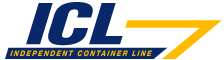 ICL
INDEPENDENT CONTAINER LINE